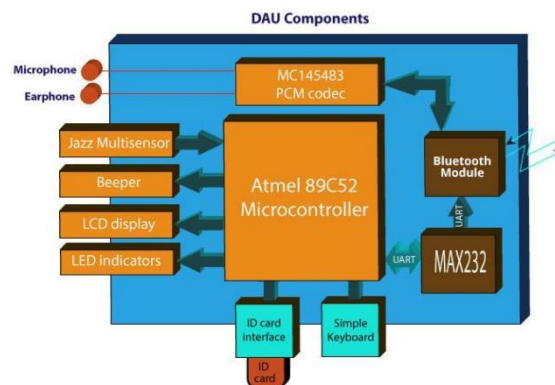 DAU Components
Microphone
Earphone
MC145483
PCM codec
Jazz Multisensor
Beeper
LCD display
LED indicators
Atmel 89C52
Microcontroller
Bluetooth
Module
UART
UART
MAX232
ID card
interface
Simple
Keyboard
ID
card